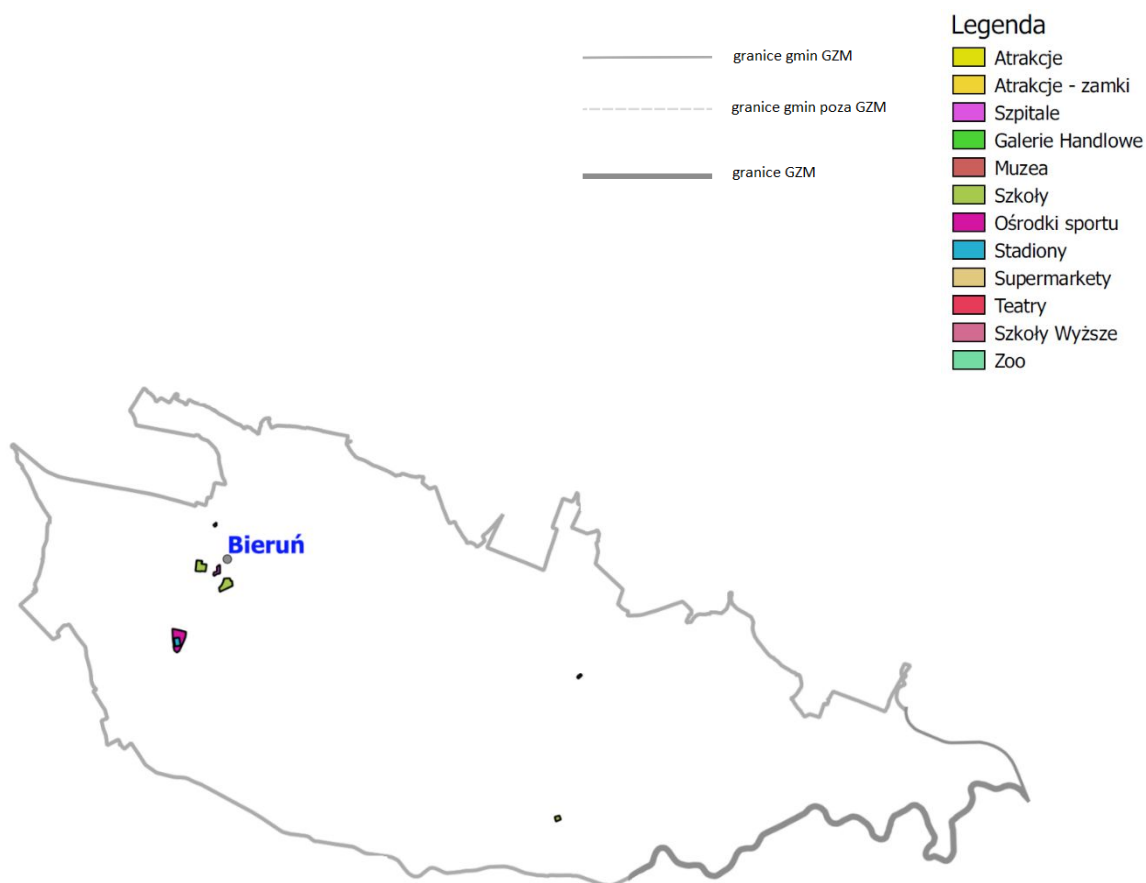 granice gmin GZM
granice gmin poza GZM
granice GZM
Legenda
Atrakcje
Atrakcje - zamki
Szpitale
Galerie Handlowe
Muzea
Szkoły
Ośrodki sportu
Stadiony
Supermarkety
Teatry
Szkoły Wyższe
Zoo
Bieruń